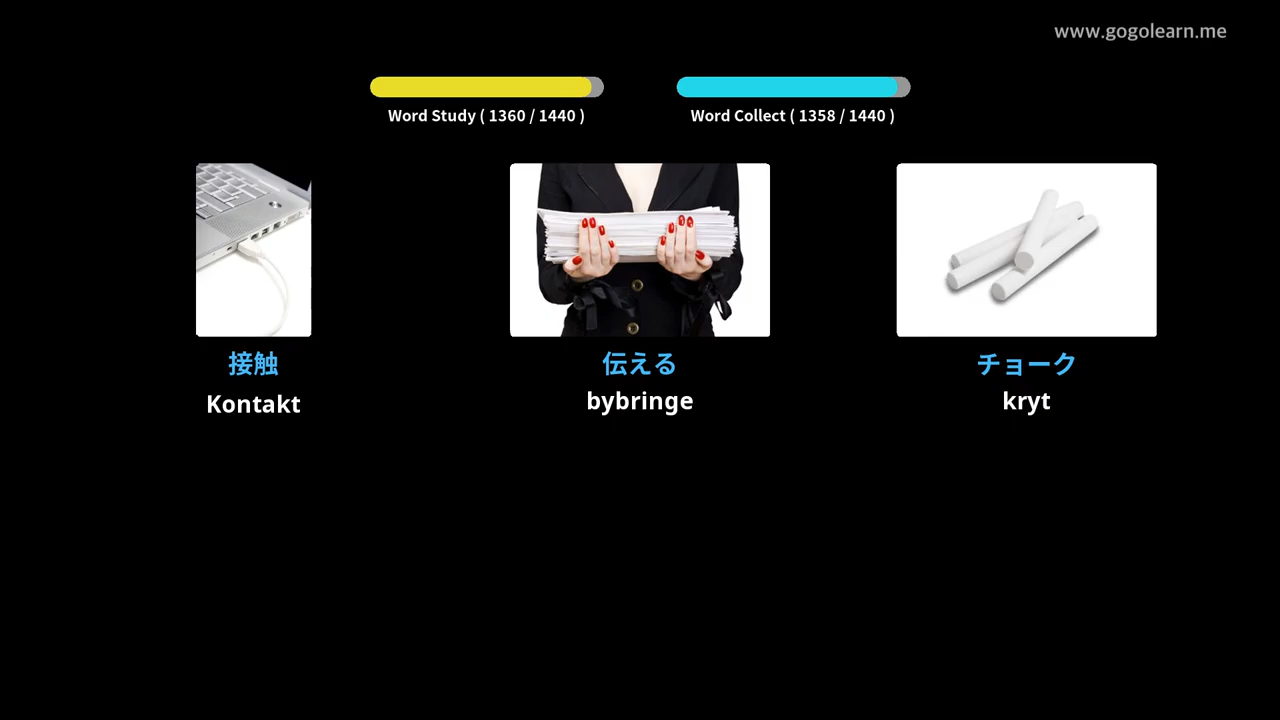 www.gogolearn.me
Word Study ( 1360 / 1440 )
Word Collect ( 1358 / 1440 )
接触
伝える
チョーク
Kontakt
bybringe
kryt